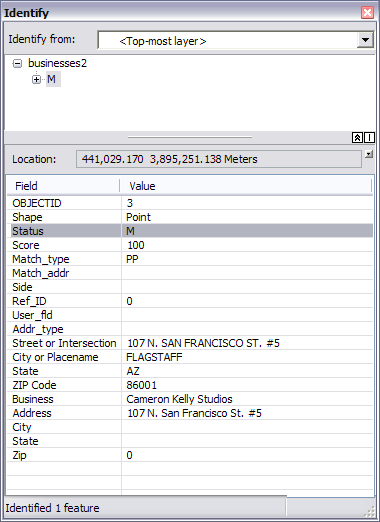 Identify
Identify from: <Top-most layer>
businesses2
M
Location: 441,029.170 3,895,251.138 Meters
Field Value
OBJECTID 3
Shape Point
Status M
Score 100
Match_type PP
Match_addr
Side
Ref_ID 0
User_fld
Addr_type
Street or Intersection 107 N. SAN FRANCISCO ST. #5
City or Placename FLAGSTAFF
State AZ
ZIP Code 86001
Business Cameron Kelly Studios
Address 107 N. San Francisco St. #5
City
State
Zip 0
Identified 1 feature